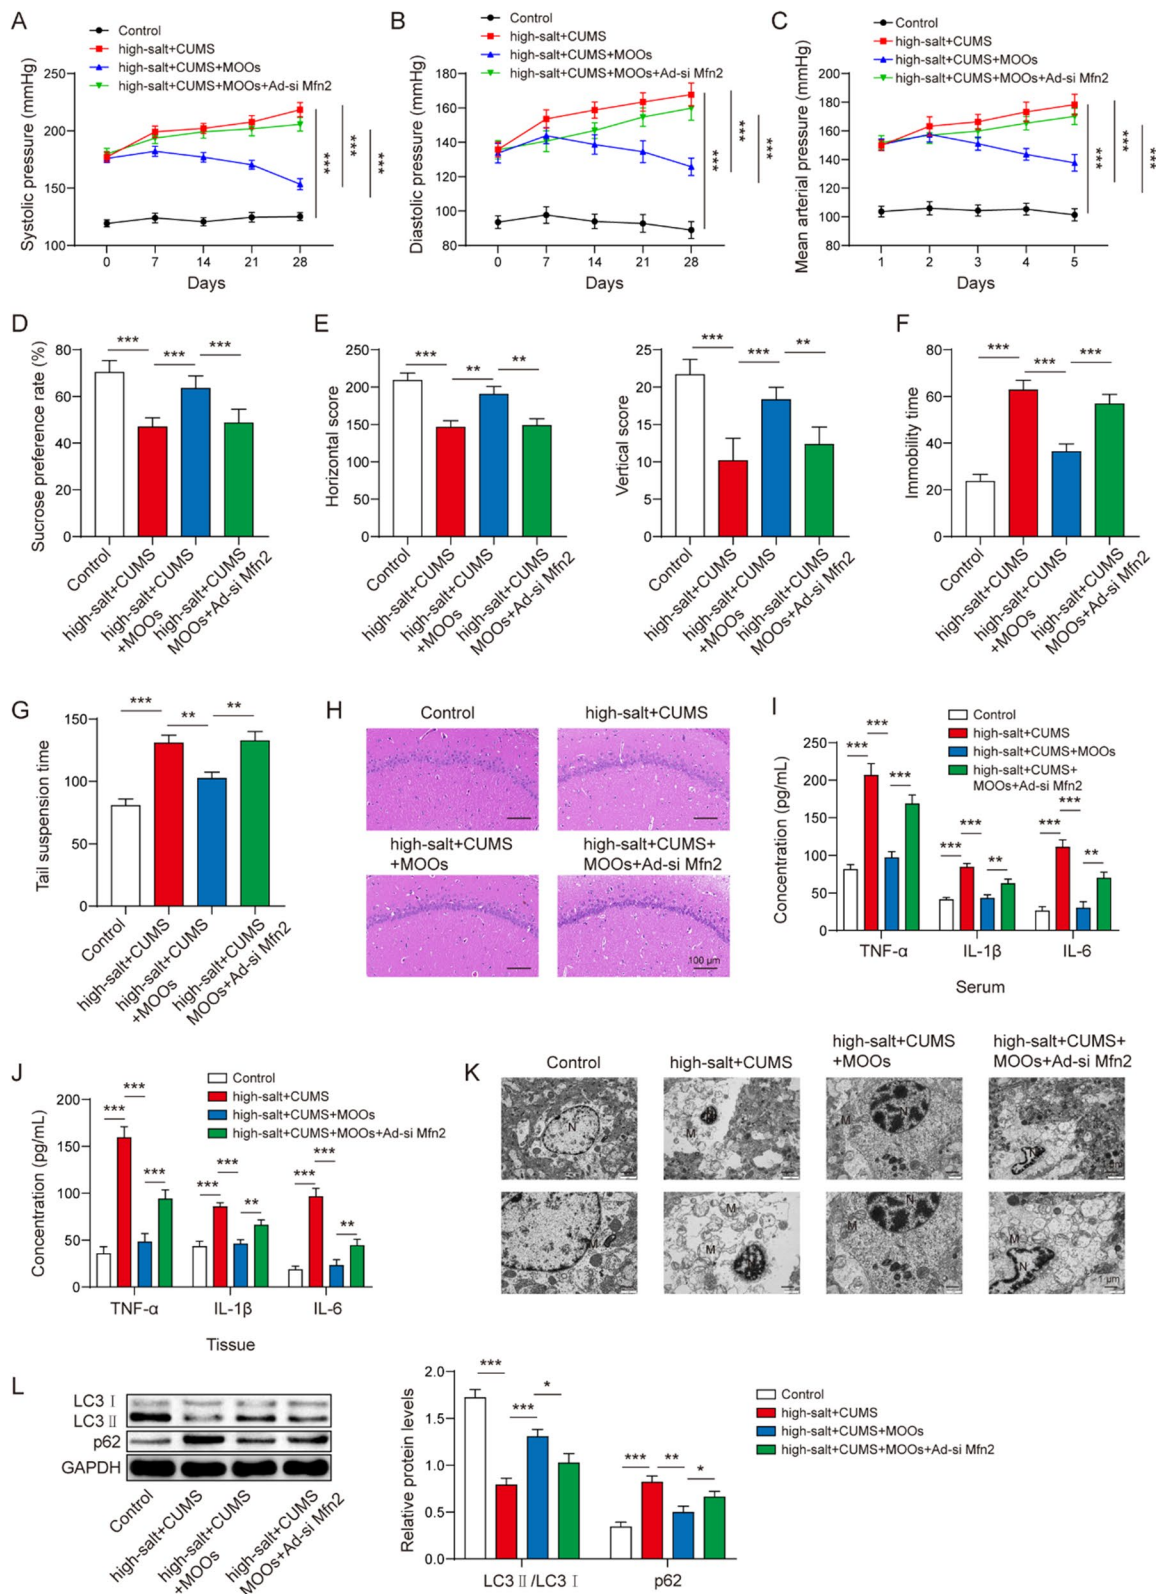 A
Control
high-salt+CUMS
high-salt+CUMS+MOOs
high-salt+CUMS+MOOs+Ad-si Mfn2
Systolic pressure (mmHg)
250
200
150
100
0
7
14
21
28
Days
***
***
***
B
Control
high-salt+CUMS
high-salt+CUMS+MOOs
high-salt+CUMS+MOOs+Ad-si Mfn2
Diastolic pressure (mmHg)
180
160
140
120
100
80
0
7
14
21
28
Days
***
***
***
C
Control
high-salt+CUMS
high-salt+CUMS+MOOs
high-salt+CUMS+MOOs+Ad-si Mfn2
Mean arterial pressure (mmHg)
200
180
160
140
120
100
80
1
2
3
4
5
Days
***
***
***
D
Sucrose preference rate (%)
80
60
40
20
0
***
***
***
Control
high-salt+CUMS
high-salt+CUMS
+MOOs
high-salt+CUMS
MOOs+Ad-si Mfn2
E
Horizontal score
250
200
150
100
50
0
***
**
**
Control
high-salt+CUMS
high-salt+CUMS
+MOOs
high-salt+CUMS
MOOs+Ad-si Mfn2
Vertical score
25
20
15
10
5
0
***
***
**
Control
high-salt+CUMS
high-salt+CUMS
+MOOs
high-salt+CUMS
MOOs+Ad-si Mfn2
F
Immobility time
80
60
40
20
0
***
***
***
Control
high-salt+CUMS
high-salt+CUMS
+MOOs
high-salt+CUMS
MOOs+Ad-si Mfn2
G
Tail suspension time
150
100
50
0
***
**
**
Control
high-salt+CUMS
high-salt+CUMS
+MOOs
high-salt+CUMS
MOOs+Ad-si Mfn2
H
Control
high-salt+CUMS
high-salt+CUMS
+MOOs
high-salt+CUMS+
MOOs+Ad-si Mfn2
100 μm
I
Control
high-salt+CUMS
high-salt+CUMS+MOOs
high-salt+CUMS+
MOOs+Ad-si Mfn2
Concentration (pg/mL)
250
200
150
100
50
0
***
***
***
***
***
**
***
***
**
TNF-α
IL-1β
IL-6
Serum
J
Control
high-salt+CUMS
high-salt+CUMS+MOOs
high-salt+CUMS+MOOs+Ad-si Mfn2
Concentration (pg/mL)
200
150
100
50
0
***
***
***
***
***
**
***
***
**
TNF-α
IL-1β
IL-6
Tissue
K
Control
high-salt+CUMS
high-salt+CUMS
+MOOs
high-salt+CUMS+
MOOs+Ad-si Mfn2
N
M
M
N
N
M
M
M
M
N
M
N
1 μm
L
LC3 Ⅰ
LC3 Ⅱ
p62
GAPDH
Control
high-salt+CUMS
high-salt+CUMS
+MOOs
high-salt+CUMS
MOOs+Ad-si Mfn2
Relative protein levels
2.0
1.5
1.0
0.5
0.0
***
***
*
***
**
*
LC3 Ⅱ /LC3 Ⅰ
p62
Control
high-salt+CUMS
high-salt+CUMS+MOOs
high-salt+CUMS+MOOs+Ad-si Mfn2